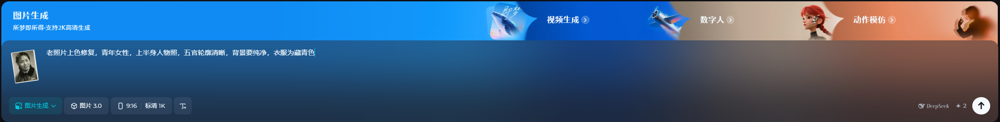 图片生成
所梦即所得·支持2K高清生成
即梦
视频生成
数字人
动作模仿
老照片上色修复，青年女性，上半身人物照，五官轮廓清晰，背景要纯净，衣服为藏青色
图片生成
图片 3.0
9:16 | 标清 1K
DeepSeek
2